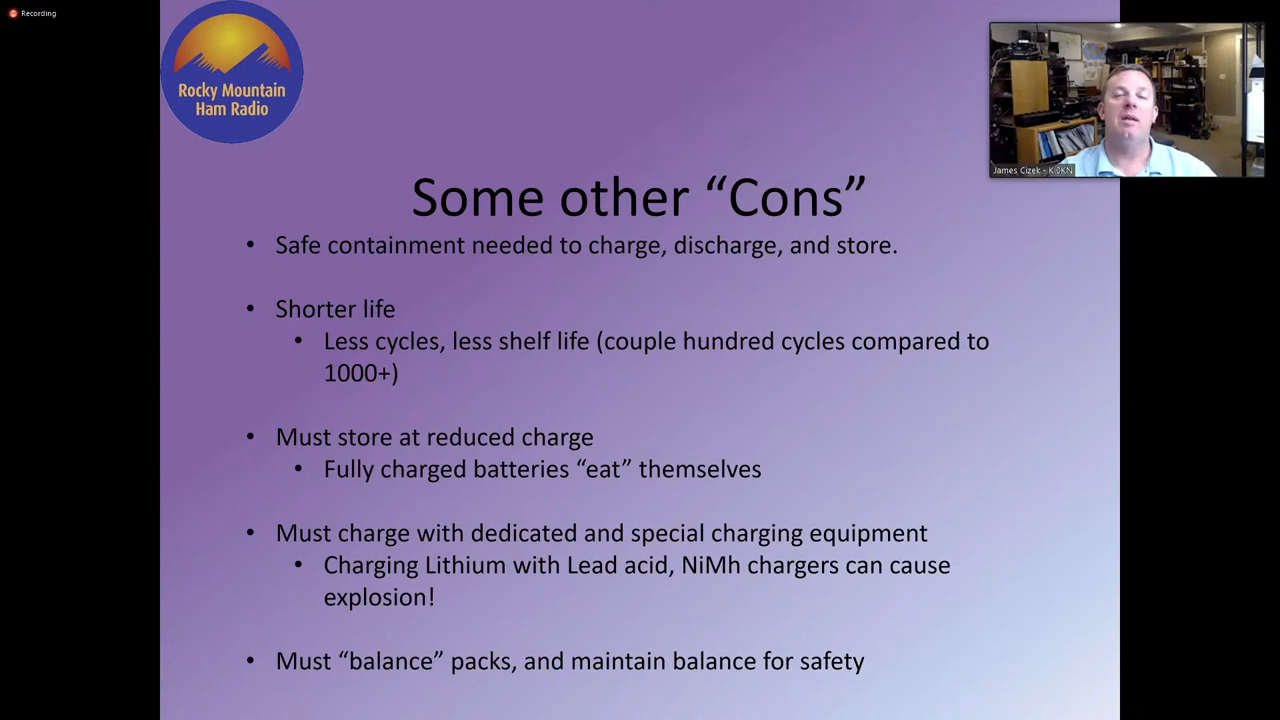 Recording
Rocky Mountain
Ham Radio
James Cizek - KI0KN
Some other “Cons”
• Safe containment needed to charge, discharge, and store.
• Shorter life
• Less cycles, less shelf life (couple hundred cycles compared to
1000+)
• Must store at reduced charge
• Fully charged batteries “eat” themselves
• Must charge with dedicated and special charging equipment
• Charging Lithium with Lead acid, NiMh chargers can cause
explosion!
• Must “balance” packs, and maintain balance for safety